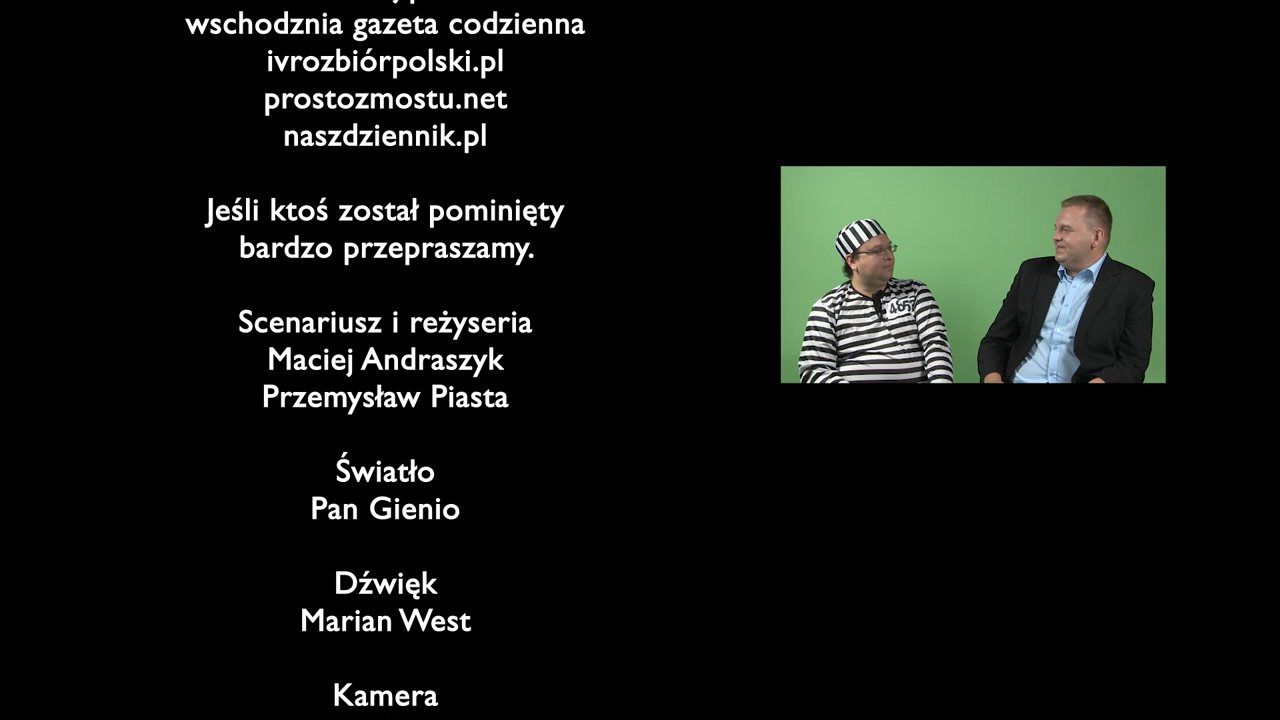 wschodznia gazeta codzienna
ivrozbiórpolski.pl
prostozmostu.net
naszdziennik.pl
Jeśli ktoś został pominięty
bardzo przepraszamy.
Scenariusz i reżyseria
Maciej Andraszyk
Przemysław Piasta
Światło
Pan Gienio
Dźwięk
Marian West
Kamera